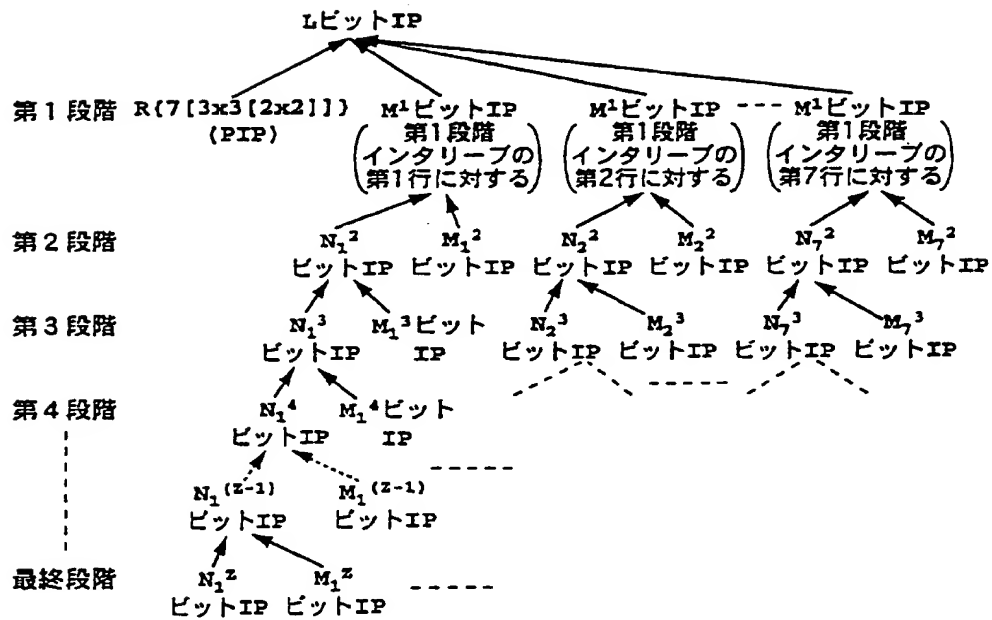 LビットIP
第1段階 R{7[3x3[2x2]]} M¹ビットIP M¹ビットIP --- M¹ビットIP
(PIP) (第1段階 (第1段階 (第1段階
インタリーブの インタリーブの インタリーブの
第1行に対する) 第2行に対する) 第7行に対する)
第2段階 N₁² M₁² N₂² M₂² N₇² M₇²
ビットIP ビットIP ビットIP ビットIP ビットIP ビットIP
第3段階 N₁³ M₁³ビット N₂³ M₂³ N₇³ M₇³
ビットIP IP ビットIP ビットIP ビットIP ビットIP
第4段階 N₁⁴ M₁⁴ビット
ビットIP IP
N₁⁽ᶻ⁻¹⁾ M₁⁽ᶻ⁻¹⁾
ビットIP ビットIP
最終段階 N₁ᶻ M₁ᶻ
ビットIP ビットIP